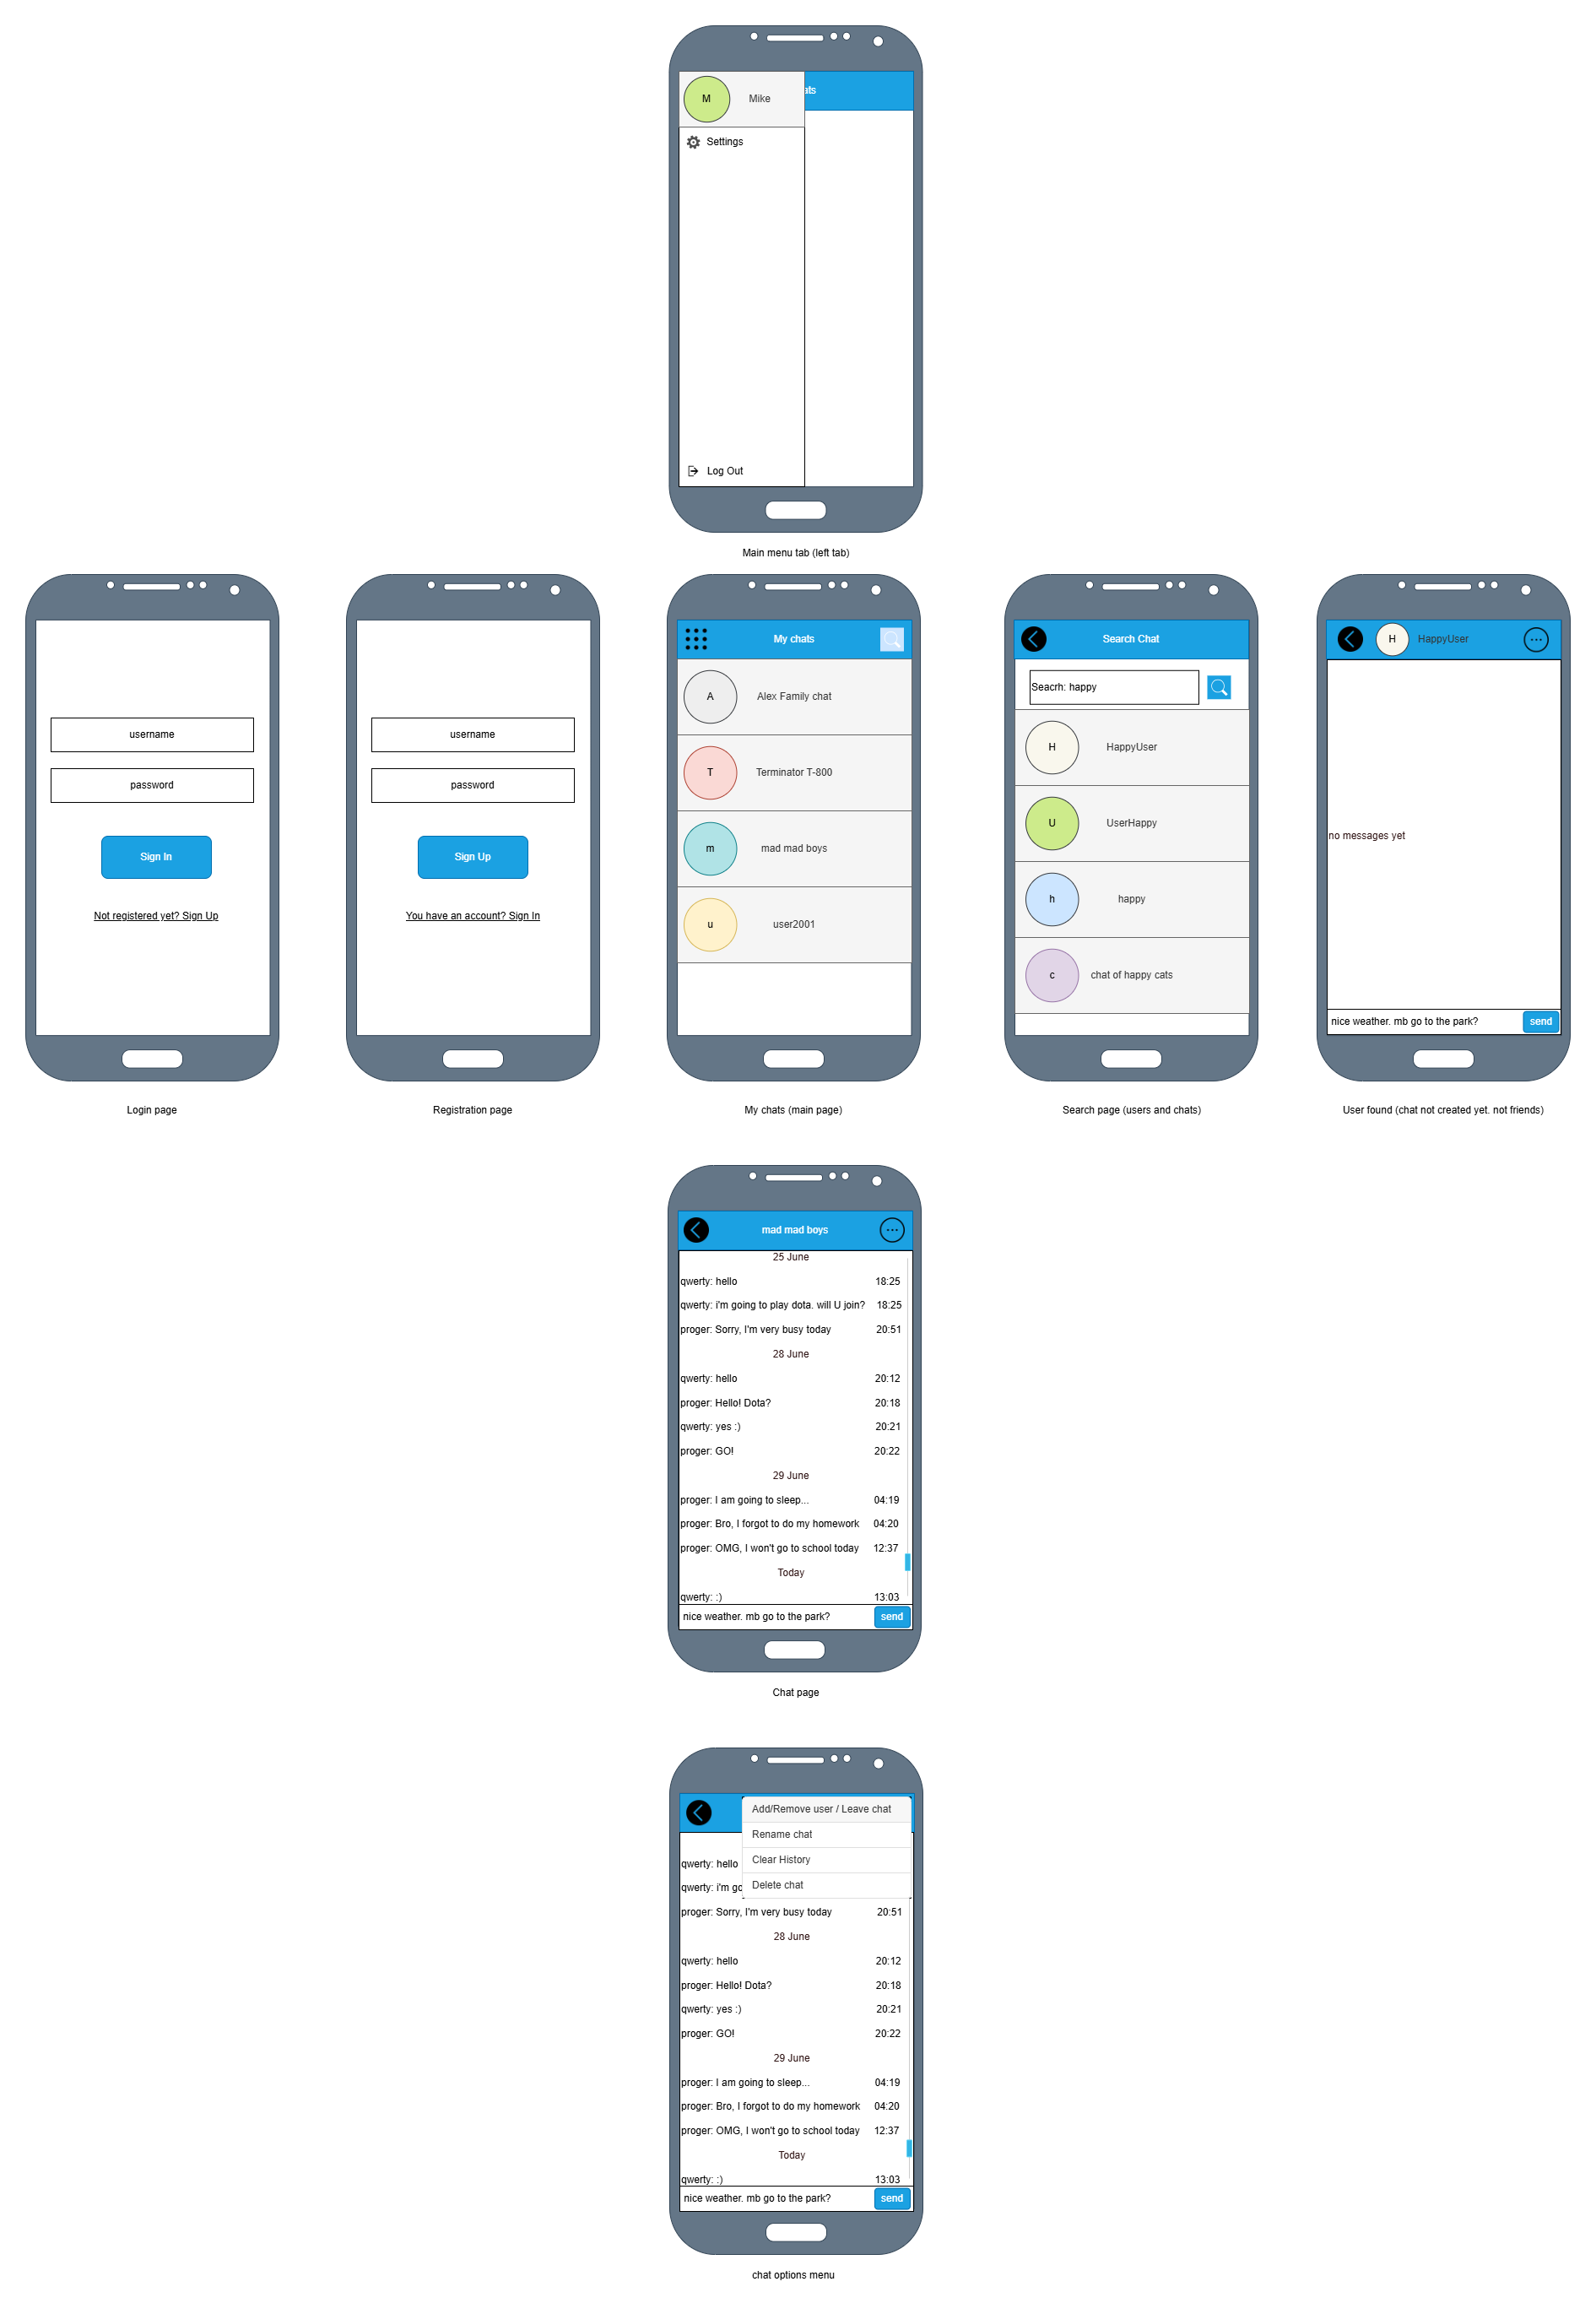 M
Mike
ats
Settings
Log Out
Main menu tab (left tab)
username
password
Sign In
Not registered yet? Sign Up
Login page
username
password
Sign Up
You have an account? Sign In
Registration page
My chats
A
Alex Family chat
T
Terminator T-800
m
mad mad boys
u
user2001
My chats (main page)
Search Chat
Seacrh: happy
H
HappyUser
U
UserHappy
h
happy
c
chat of happy cats
Search page (users and chats)
H
HappyUser
no messages yet
nice weather. mb go to the park?
send
User found (chat not created yet. not friends)
mad mad boys
25 June
qwerty: hello 18:25
qwerty: i'm going to play dota. will U join? 18:25
proger: Sorry, I'm very busy today 20:51
28 June
qwerty: hello 20:12
proger: Hello! Dota? 20:18
qwerty: yes :) 20:21
proger: GO! 20:22
29 June
proger: I am going to sleep... 04:19
proger: Bro, I forgot to do my homework 04:20
proger: OMG, I won't go to school today 12:37
Today
qwerty: :) 13:03
nice weather. mb go to the park? send
Chat page
Add/Remove user / Leave chat
Rename chat
Clear History
Delete chat
qwerty: hello
qwerty: i'm go
proger: Sorry, I'm very busy today 20:51
28 June
qwerty: hello 20:12
proger: Hello! Dota? 20:18
qwerty: yes :) 20:21
proger: GO! 20:22
29 June
proger: I am going to sleep... 04:19
proger: Bro, I forgot to do my homework 04:20
proger: OMG, I won't go to school today 12:37
Today
qwerty: :) 13:03
nice weather. mb go to the park? send
chat options menu